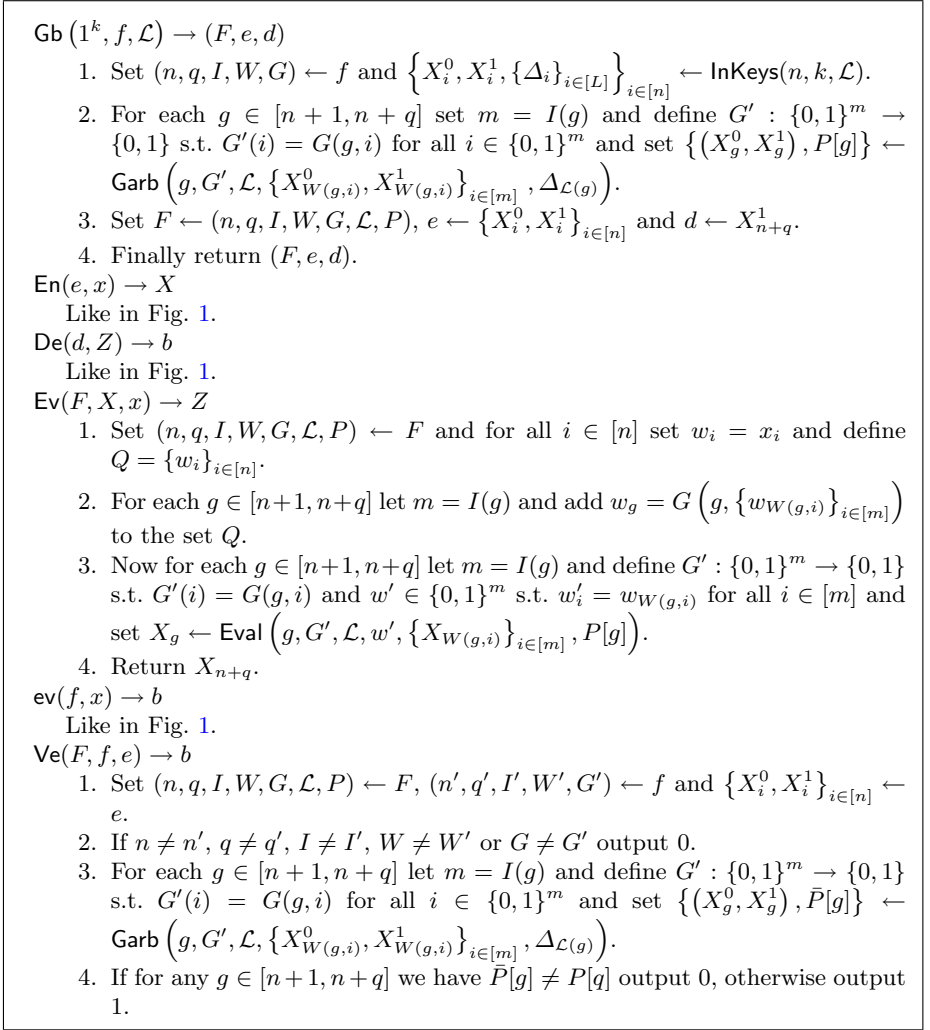 Gb (1^k, f, ℒ) → (F, e, d)
1. Set (n, q, I, W, G) ← f and {X_i^0, X_i^1, {Δ_i}_{i∈[L]}}_{i∈[n]} ← InKeys(n, k, ℒ).
2. For each g ∈ [n + 1, n + q] set m = I(g) and define G′ : {0, 1}^m →
{0, 1} s.t. G′(i) = G(g, i) for all i ∈ {0, 1}^m and set {(X_g^0, X_g^1), P[g]} ←
Garb (g, G′, ℒ, {X_{W(g,i)}^0, X_{W(g,i)}^1}_{i∈[m]}, Δ_{ℒ(g)}).
3. Set F ← (n, q, I, W, G, ℒ, P), e ← {X_i^0, X_i^1}_{i∈[n]} and d ← X_{n+q}^1.
4. Finally return (F, e, d).
En(e, x) → X
Like in Fig. 1.
De(d, Z) → b
Like in Fig. 1.
Ev(F, X, x) → Z
1. Set (n, q, I, W, G, ℒ, P) ← F and for all i ∈ [n] set w_i = x_i and define
Q = {w_i}_{i∈[n]}.
2. For each g ∈ [n+1, n+q] let m = I(g) and add w_g = G (g, {w_{W(g,i)}}_{i∈[m]})
to the set Q.
3. Now for each g ∈ [n+1, n+q] let m = I(g) and define G′ : {0, 1}^m → {0, 1}
s.t. G′(i) = G(g, i) and w′ ∈ {0, 1}^m s.t. w′_i = w_{W(g,i)} for all i ∈ [m] and
set X_g ← Eval (g, G′, ℒ, w′, {X_{W(g,i)}}_{i∈[m]}, P[g]).
4. Return X_{n+q}.
ev(f, x) → b
Like in Fig. 1.
Ve(F, f, e) → b
1. Set (n, q, I, W, G, ℒ, P) ← F, (n′, q′, I′, W′, G′) ← f and {X_i^0, X_i^1}_{i∈[n]} ←
e.
2. If n ≠ n′, q ≠ q′, I ≠ I′, W ≠ W′ or G ≠ G′ output 0.
3. For each g ∈ [n + 1, n + q] let m = I(g) and define G′ : {0, 1}^m → {0, 1}
s.t. G′(i) = G(g, i) for all i ∈ {0, 1}^m and set {(X_g^0, X_g^1), P̄[g]} ←
Garb (g, G′, ℒ, {X_{W(g,i)}^0, X_{W(g,i)}^1}_{i∈[m]}, Δ_{ℒ(g)}).
4. If for any g ∈ [n+1, n+q] we have P̄[g] ≠ P[q] output 0, otherwise output
1.